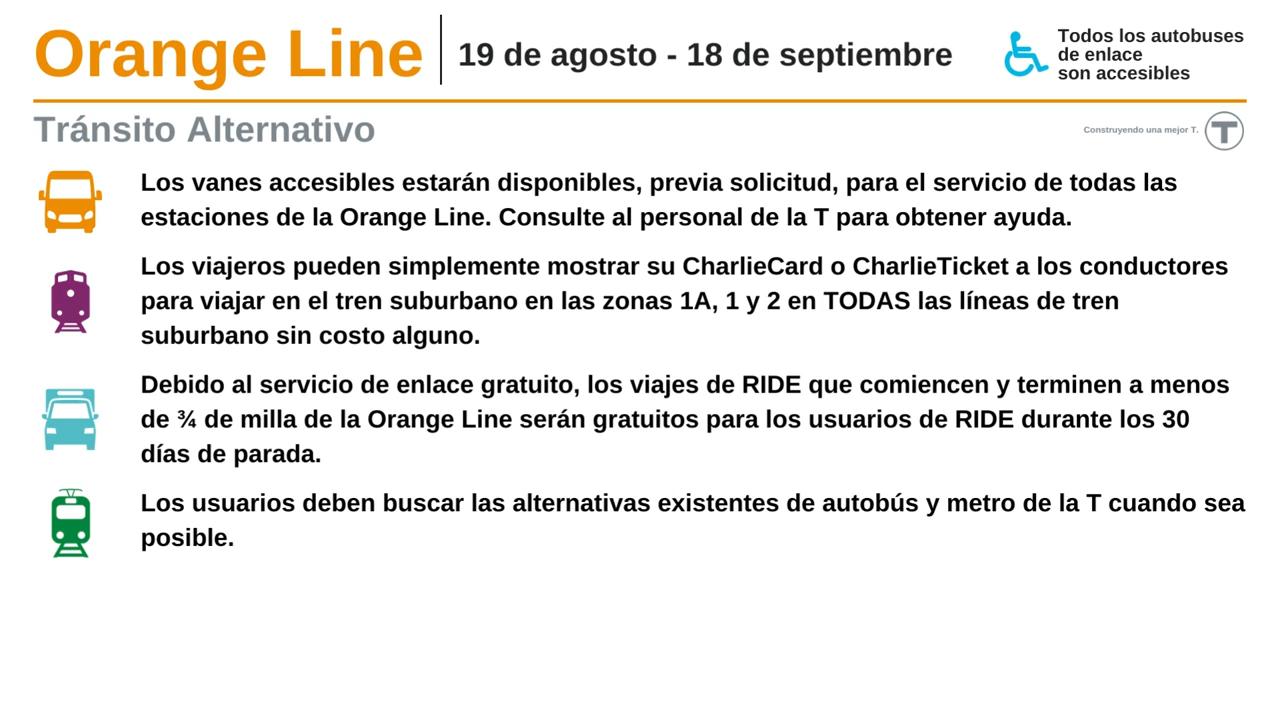 Orange Line
19 de agosto - 18 de septiembre
Todos los autobuses
de enlace
son accesibles
Tránsito Alternativo
Construyendo una mejor T.
T
Los vanes accesibles estarán disponibles, previa solicitud, para el servicio de todas las
estaciones de la Orange Line. Consulte al personal de la T para obtener ayuda.
Los viajeros pueden simplemente mostrar su CharlieCard o CharlieTicket a los conductores
para viajar en el tren suburbano en las zonas 1A, 1 y 2 en TODAS las líneas de tren
suburbano sin costo alguno.
Debido al servicio de enlace gratuito, los viajes de RIDE que comiencen y terminen a menos
de ¾ de milla de la Orange Line serán gratuitos para los usuarios de RIDE durante los 30
días de parada.
Los usuarios deben buscar las alternativas existentes de autobús y metro de la T cuando sea
posible.